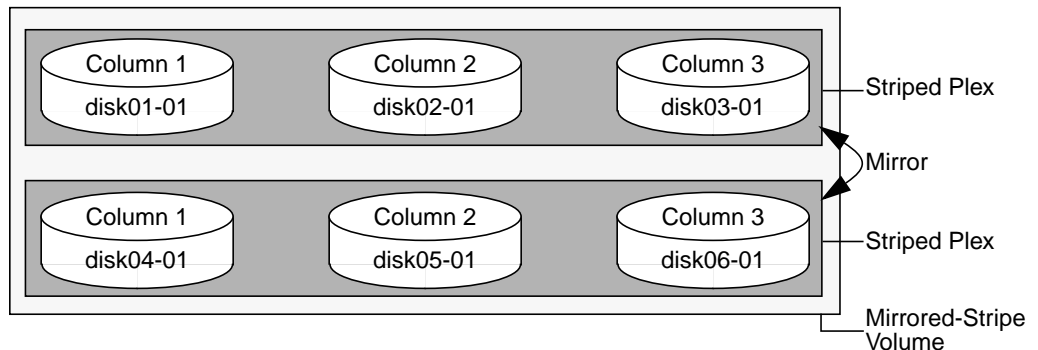 Column 1
Column 2
Column 3
disk01-01
disk02-01
disk03-01
Striped Plex
Mirror
Column 1
Column 2
Column 3
disk04-01
disk05-01
disk06-01
Striped Plex
Mirrored-Stripe
Volume